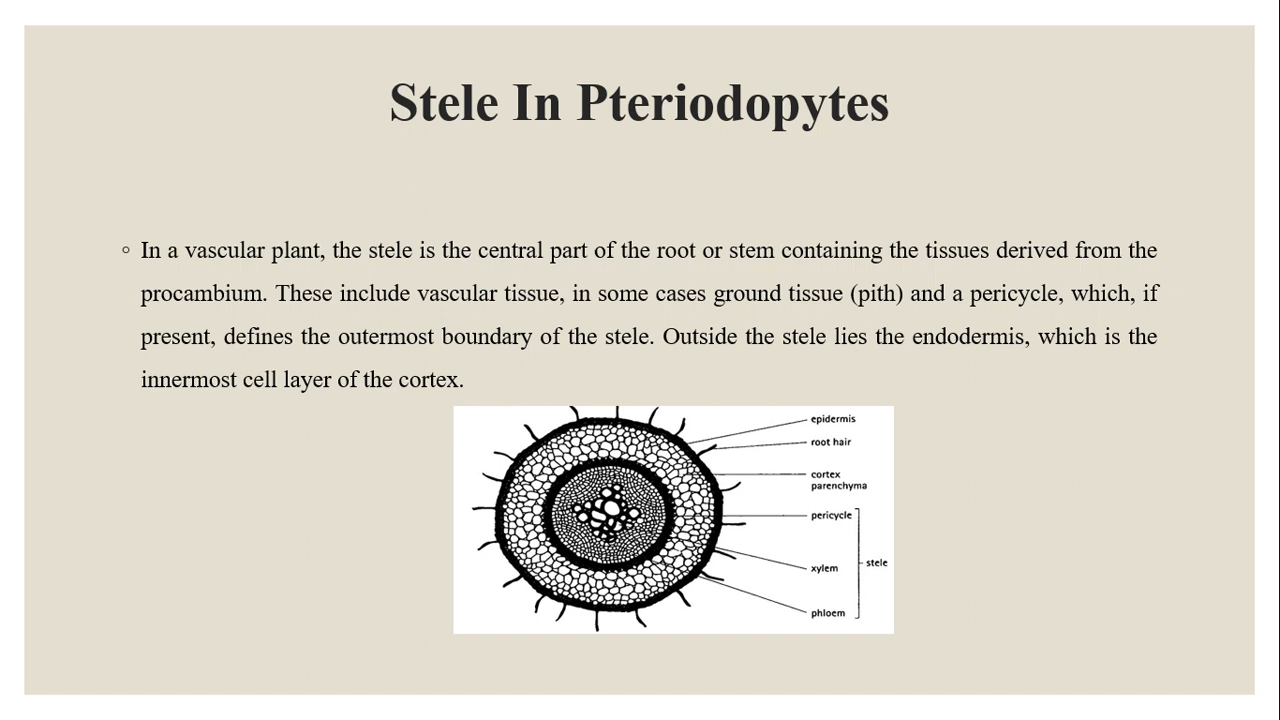 Stele In Pteriodopytes
◦ In a vascular plant, the stele is the central part of the root or stem containing the tissues derived from the
procambium. These include vascular tissue, in some cases ground tissue (pith) and a pericycle, which, if
present, defines the outermost boundary of the stele. Outside the stele lies the endodermis, which is the
innermost cell layer of the cortex.
epidermis
root hair
cortex
parenchyma
pericycle
stele
xylem
phloem